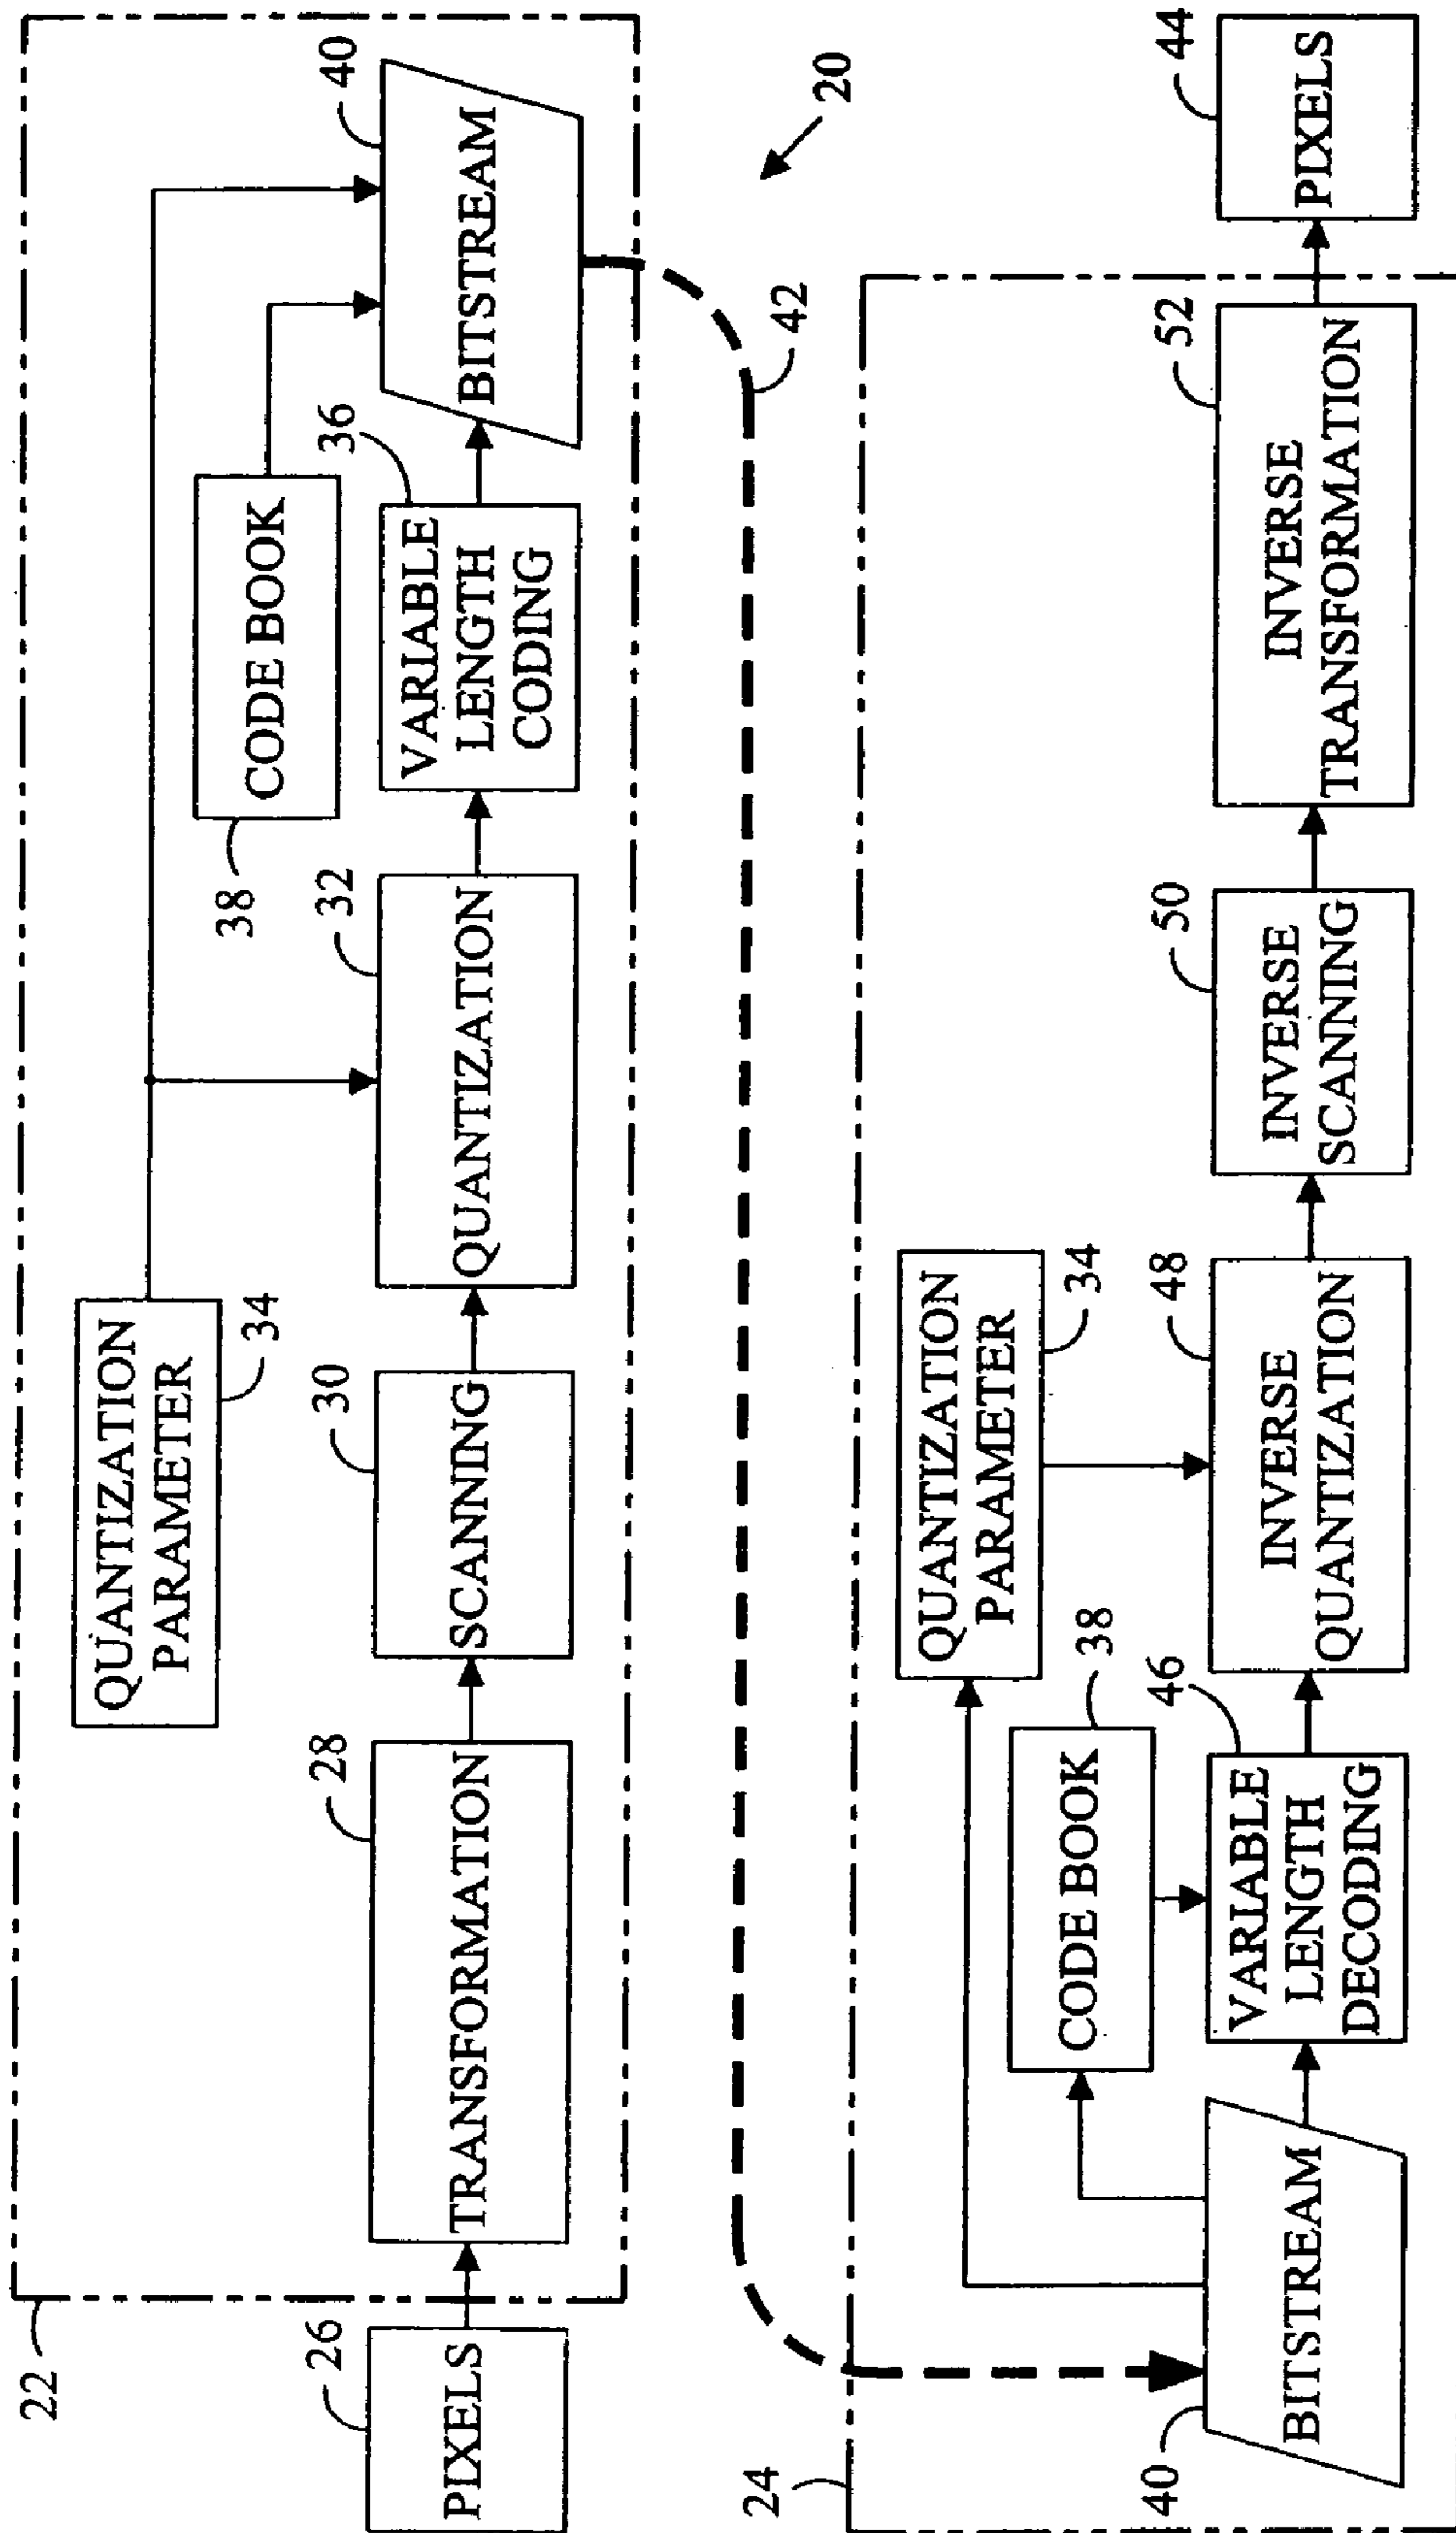 22
26
PIXELS
28
TRANSFORMATION
30
SCANNING
QUANTIZATION
PARAMETER
34
32
QUANTIZATION
38
CODE BOOK
36
VARIABLE
LENGTH
CODING
40
BITSTREAM
42
20
24
40
BITSTREAM
CODE BOOK
38
46
VARIABLE
LENGTH
DECODING
QUANTIZATION
PARAMETER
34
48
INVERSE
QUANTIZATION
50
INVERSE
SCANNING
52
INVERSE
TRANSFORMATION
44
PIXELS